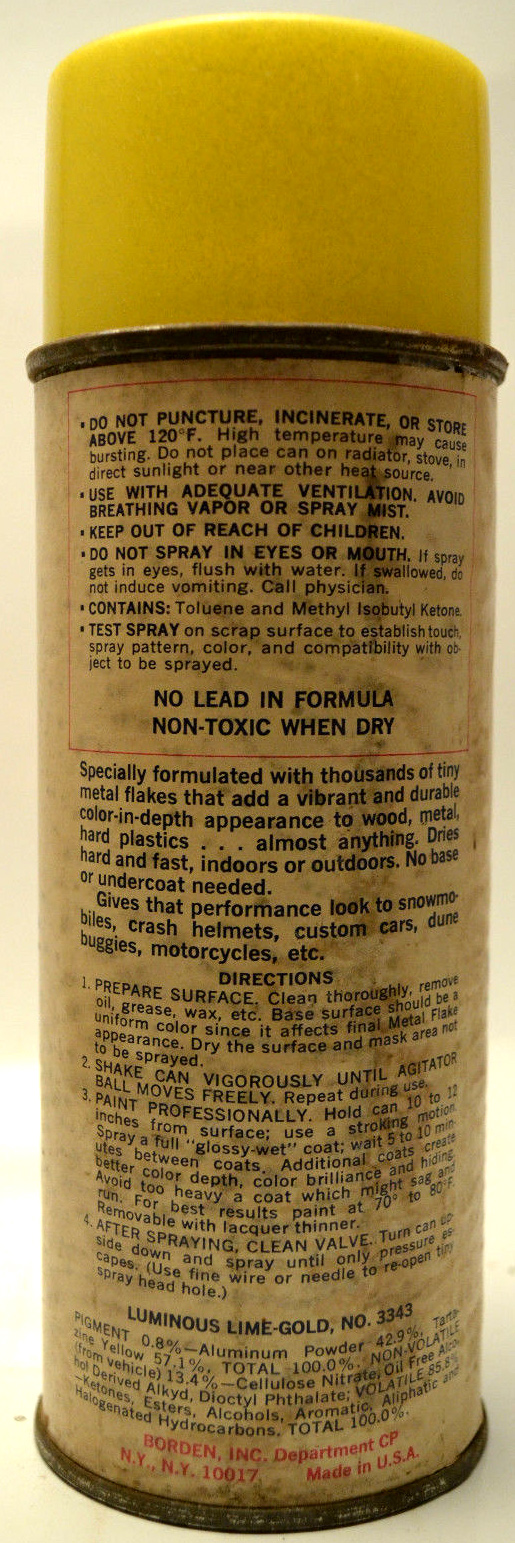 ▪ DO NOT PUNCTURE, INCINERATE, OR STORE
ABOVE 120°F. High temperature may cause
bursting. Do not place can on radiator, stove, in
direct sunlight or near other heat source.
▪ USE WITH ADEQUATE VENTILATION. AVOID
BREATHING VAPOR OR SPRAY MIST.
▪ KEEP OUT OF REACH OF CHILDREN.
▪ DO NOT SPRAY IN EYES OR MOUTH. If spray
gets in eyes, flush with water. If swallowed, do
not induce vomiting. Call physician.
▪ CONTAINS: Toluene and Methyl Isobutyl Ketone.
▪ TEST SPRAY on scrap surface to establish touch,
spray pattern, color, and compatibility with ob-
ject to be sprayed.
NO LEAD IN FORMULA
NON-TOXIC WHEN DRY
Specially formulated with thousands of tiny
metal flakes that add a vibrant and durable
color-in-depth appearance to wood, metal,
hard plastics . . . almost anything. Dries
hard and fast, indoors or outdoors. No base
or undercoat needed.
Gives that performance look to snowmo-
biles, crash helmets, custom cars, dune
buggies, motorcycles, etc.
DIRECTIONS
1. PREPARE SURFACE. Clean thoroughly, remove
oil, grease, wax, etc. Base surface should be a
uniform color since it affects final Metal Flake
appearance. Dry the surface and mask area not
to be sprayed.
2. SHAKE CAN VIGOROUSLY UNTIL AGITATOR
BALL MOVES FREELY. Repeat during use.
3. PAINT PROFESSIONALLY. Hold can 10 to 12
inches from surface; use a stroking motion.
Spray a full "glossy-wet" coat; wait 5 to 10 min-
utes between coats. Additional coats create
better color depth, color brilliance and hiding.
Avoid too heavy a coat which might sag and
run. For best results paint at 70° to 80°F.
Removable with lacquer thinner.
4. AFTER SPRAYING, CLEAN VALVE. Turn can up-
side down and spray until only pressure es-
capes. (Use fine wire or needle to re-open tiny
spray head hole.)
LUMINOUS LIME-GOLD, NO. 3343
PIGMENT 0.8%—Aluminum Powder 42.9%, Tartra-
zine Yellow 57.1%, TOTAL 100.0%. NON-VOLATILE
(from vehicle) 13.4%—Cellulose Nitrate, Oil Free Alco-
hol Derived Alkyd, Dioctyl Phthalate; VOLATILE 85.8%
—Ketones, Esters, Alcohols, Aromatic, Aliphatic and
Halogenated Hydrocarbons. TOTAL 100.0%.
BORDEN, INC. Department CP
N.Y., N.Y. 10017 Made in U.S.A.